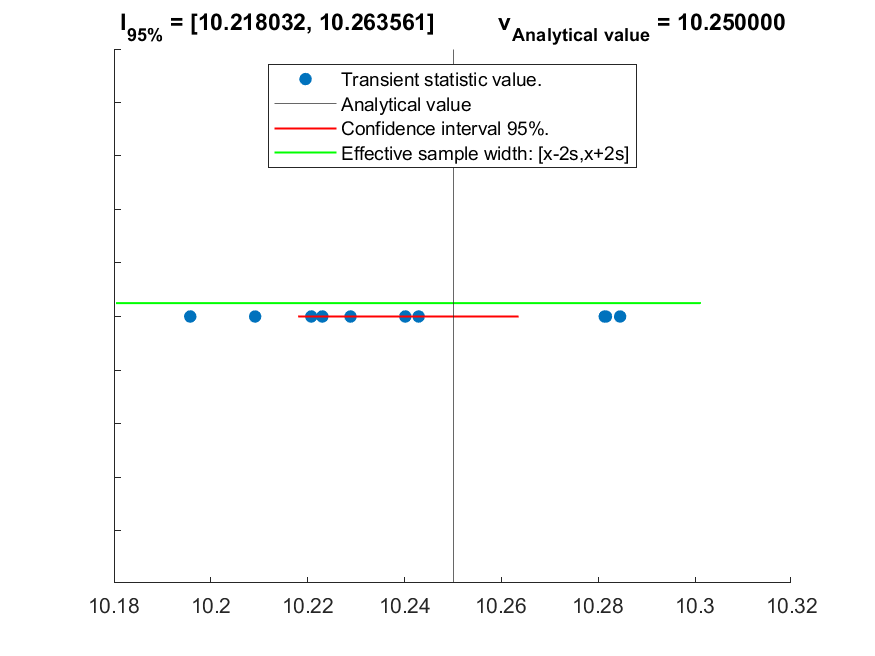 I95% = [10.218032, 10.263561] vAnalytical value = 10.250000
Transient statistic value.
Analytical value
Confidence interval 95%.
Effective sample width: [x-2s,x+2s]
10.18 10.2 10.22 10.24 10.26 10.28 10.3 10.32